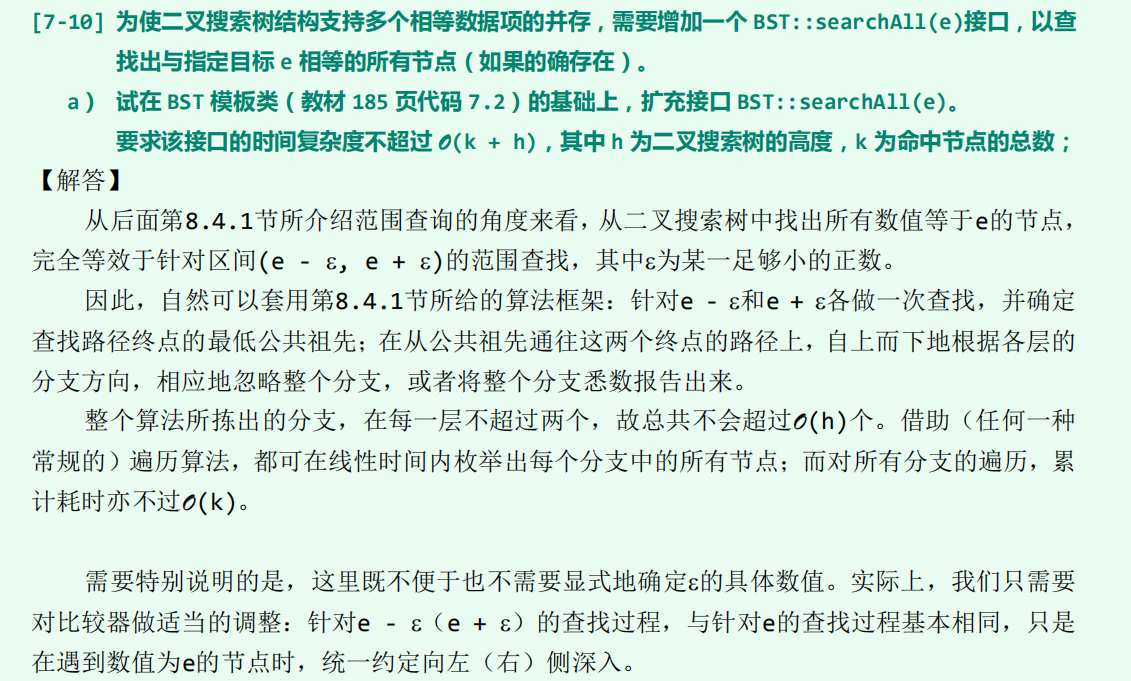 [7-10] 为使二叉搜索树结构支持多个相等数据项的并存，需要增加一个 BST::searchAll(e)接口，以查
找出与指定目标 e 相等的所有节点（如果的确存在）。
a） 试在 BST 模板类（教材 185 页代码 7.2）的基础上，扩充接口 BST::searchAll(e)。
要求该接口的时间复杂度不超过 O(k + h)，其中 h 为二叉搜索树的高度，k 为命中节点的总数；
【解答】
从后面第8.4.1节所介绍范围查询的角度来看，从二叉搜索树中找出所有数值等于e的节点，
完全等效于针对区间(e - ε, e + ε)的范围查找，其中ε为某一足够小的正数。
因此，自然可以套用第8.4.1节所给的算法框架：针对e - ε和e + ε各做一次查找，并确定
查找路径终点的最低公共祖先；在从公共祖先通往这两个终点的路径上，自上而下地根据各层的
分支方向，相应地忽略整个分支，或者将整个分支悉数报告出来。
整个算法所拣出的分支，在每一层不超过两个，故总共不会超过O(h)个。借助（任何一种
常规的）遍历算法，都可在线性时间内枚举出每个分支中的所有节点；而对所有分支的遍历，累
计耗时亦不过O(k)。
需要特别说明的是，这里既不便于也不需要显式地确定ε的具体数值。实际上，我们只需要
对比较器做适当的调整：针对e - ε（e + ε）的查找过程，与针对e的查找过程基本相同，只是
在遇到数值为e的节点时，统一约定向左（右）侧深入。